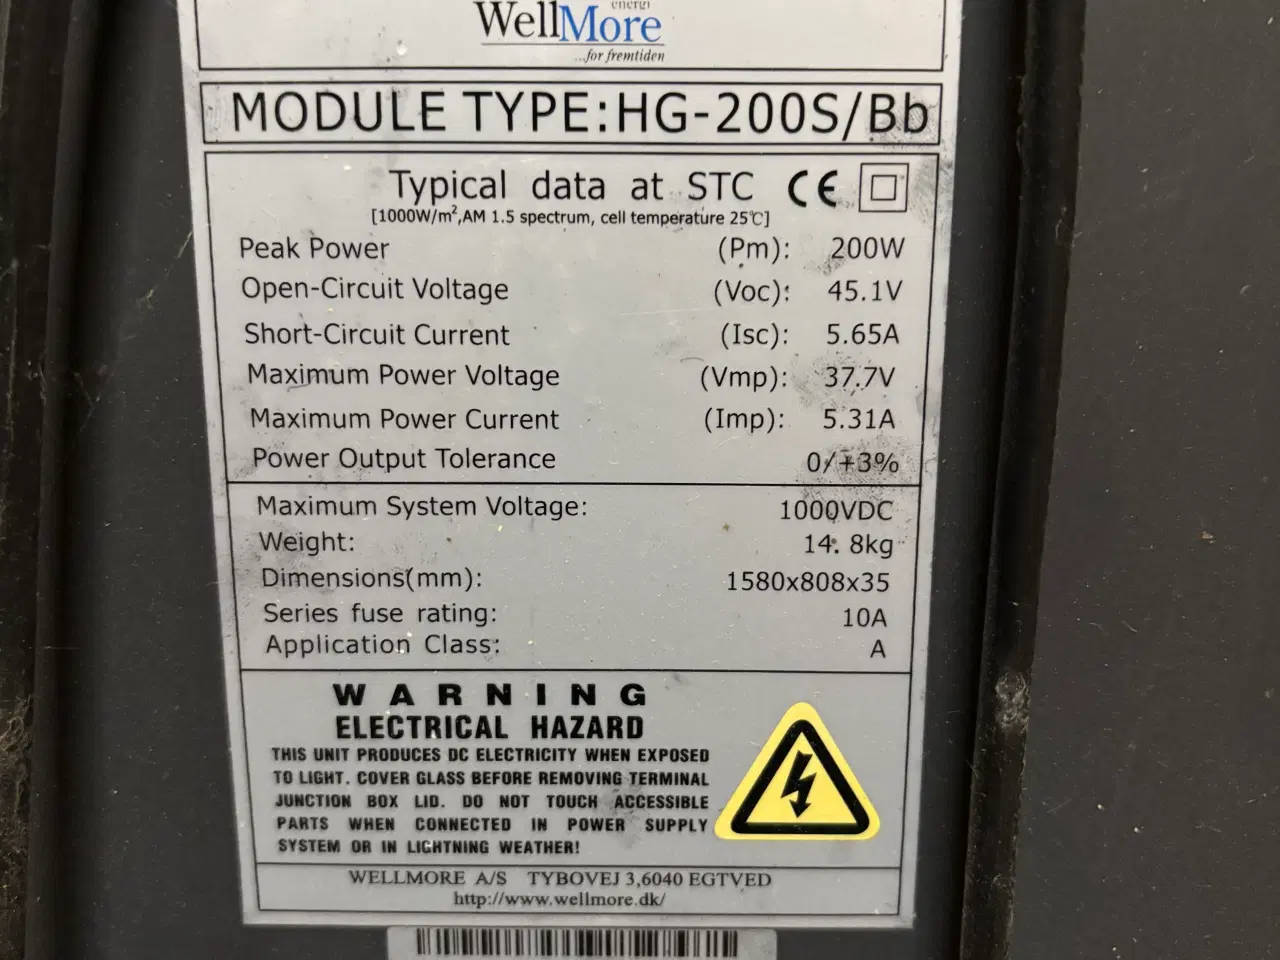 energi
WellMore
...for fremtiden
MODULE TYPE:HG-200S/Bb
Typical data at STC CE
[1000W/m²,AM 1.5 spectrum, cell temperature 25℃]
Peak Power (Pm): 200W
Open-Circuit Voltage (Voc): 45.1V
Short-Circuit Current (Isc): 5.65A
Maximum Power Voltage (Vmp): 37.7V
Maximum Power Current (Imp): 5.31A
Power Output Tolerance 0/+3%
Maximum System Voltage: 1000VDC
Weight: 14. 8kg
Dimensions(mm): 1580x808x35
Series fuse rating: 10A
Application Class: A
WARNING
ELECTRICAL HAZARD
THIS UNIT PRODUCES DC ELECTRICITY WHEN EXPOSED
TO LIGHT. COVER GLASS BEFORE REMOVING TERMINAL
JUNCTION BOX LID. DO NOT TOUCH ACCESSIBLE
PARTS WHEN CONNECTED IN POWER SUPPLY
SYSTEM OR IN LIGHTNING WEATHER!
WELLMORE A/S TYBOVEJ 3,6040 EGTVED
http://www.wellmore.dk/